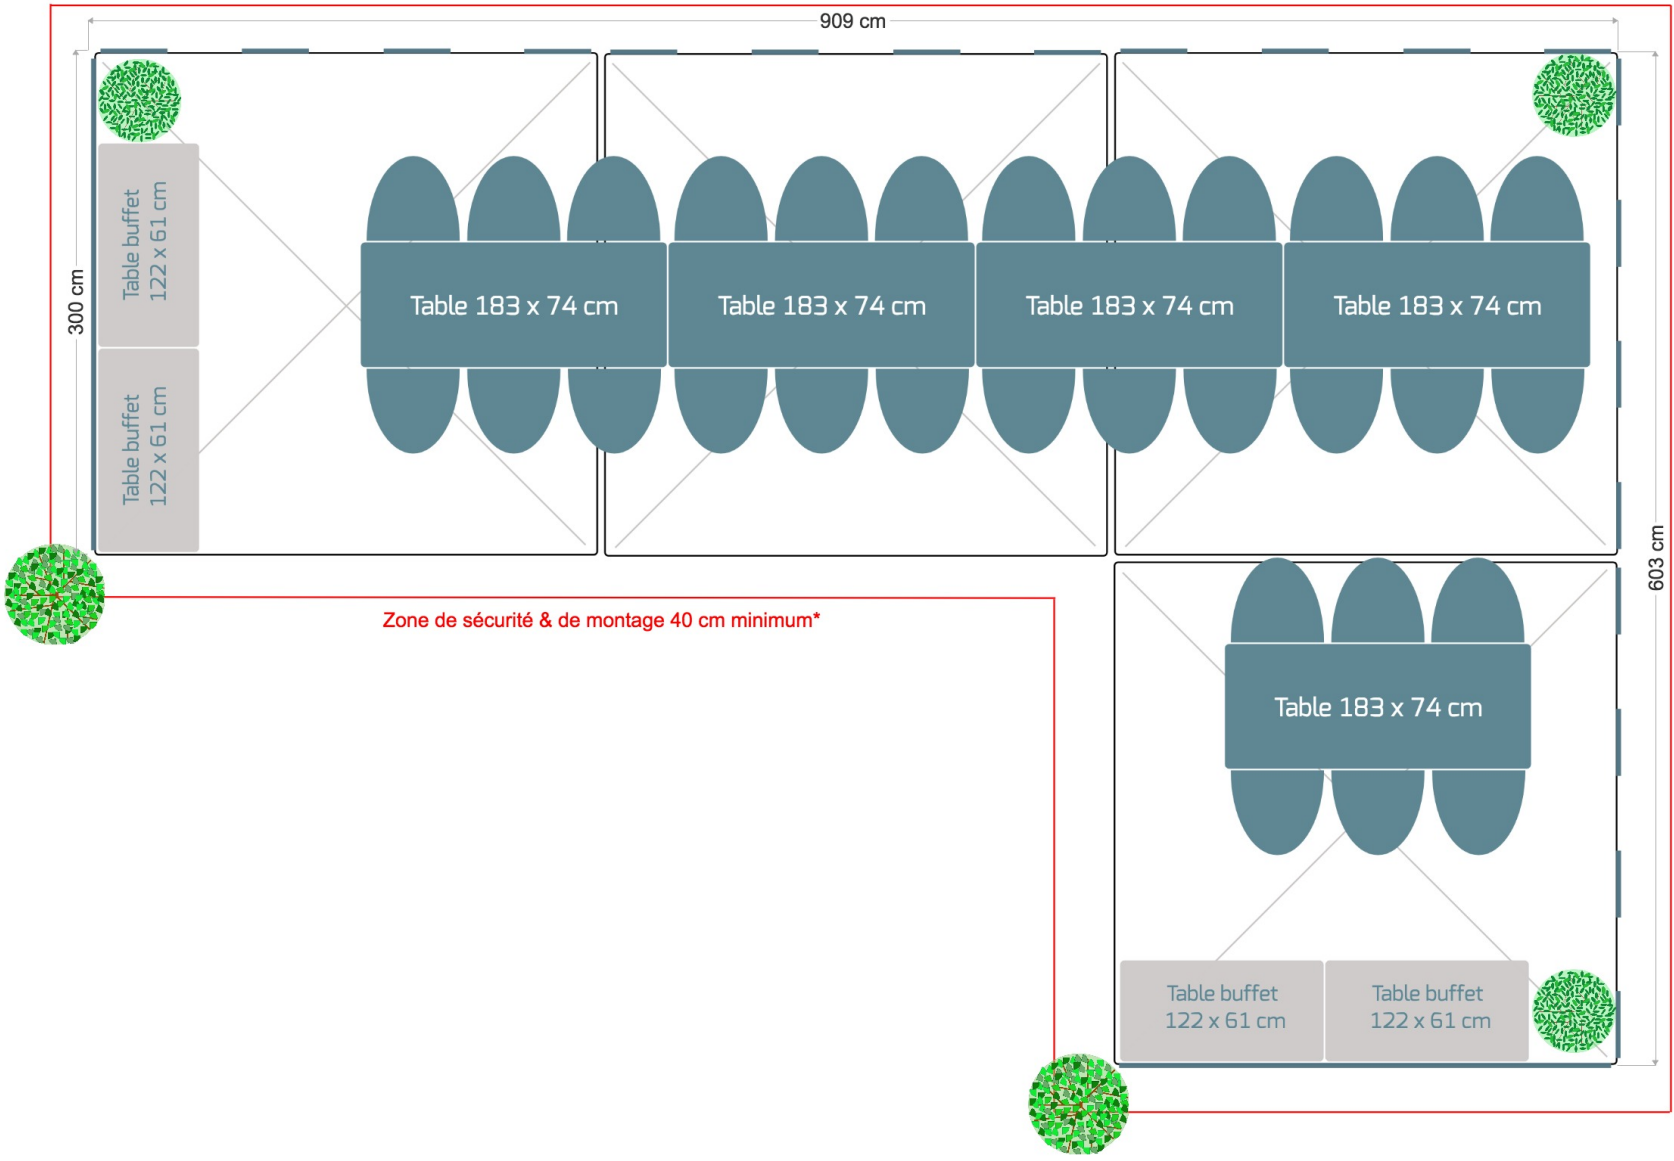 909 cm
300 cm
Table buffet
122 x 61 cm
Table buffet
122 x 61 cm
Table 183 x 74 cm
Table 183 x 74 cm
Table 183 x 74 cm
Table 183 x 74 cm
603 cm
Zone de sécurité & de montage 40 cm minimum*
Table 183 x 74 cm
Table buffet
122 x 61 cm
Table buffet
122 x 61 cm